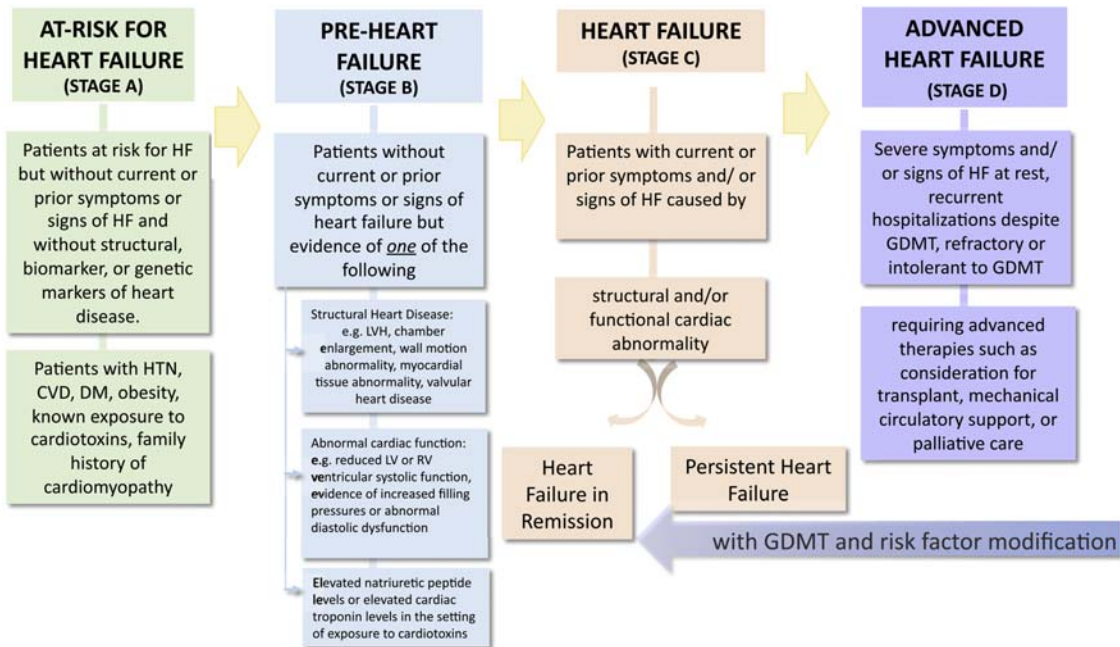 AT-RISK FOR
HEART FAILURE
(STAGE A)
Patients at risk for HF
but without current or
prior symptoms or
signs of HF and
without structural,
biomarker, or genetic
markers of heart
disease.
Patients with HTN,
CVD, DM, obesity,
known exposure to
cardiotoxins, family
history of
cardiomyopathy
PRE-HEART
FAILURE
(STAGE B)
Patients without
current or prior
symptoms or signs of
heart failure but
evidence of one of the
following
Structural Heart Disease:
e.g. LVH, chamber
enlargement, wall motion
abnormality, myocardial
tissue abnormality, valvular
heart disease
Abnormal cardiac function:
e.g. reduced LV or RV
ventricular systolic function,
evidence of increased filling
pressures or abnormal
diastolic dysfunction
Elevated natriuretic peptide
levels or elevated cardiac
troponin levels in the setting
of exposure to cardiotoxins
HEART FAILURE
(STAGE C)
Patients with current or
prior symptoms and/ or
signs of HF caused by
structural and/or
functional cardiac
abnormality
Heart
Failure in
Remission
Persistent Heart
Failure
ADVANCED
HEART FAILURE
(STAGE D)
Severe symptoms and/
or signs of HF at rest,
recurrent
hospitalizations despite
GDMT, refractory or
intolerant to GDMT
requiring advanced
therapies such as
consideration for
transplant, mechanical
circulatory support, or
palliative care
with GDMT and risk factor modification